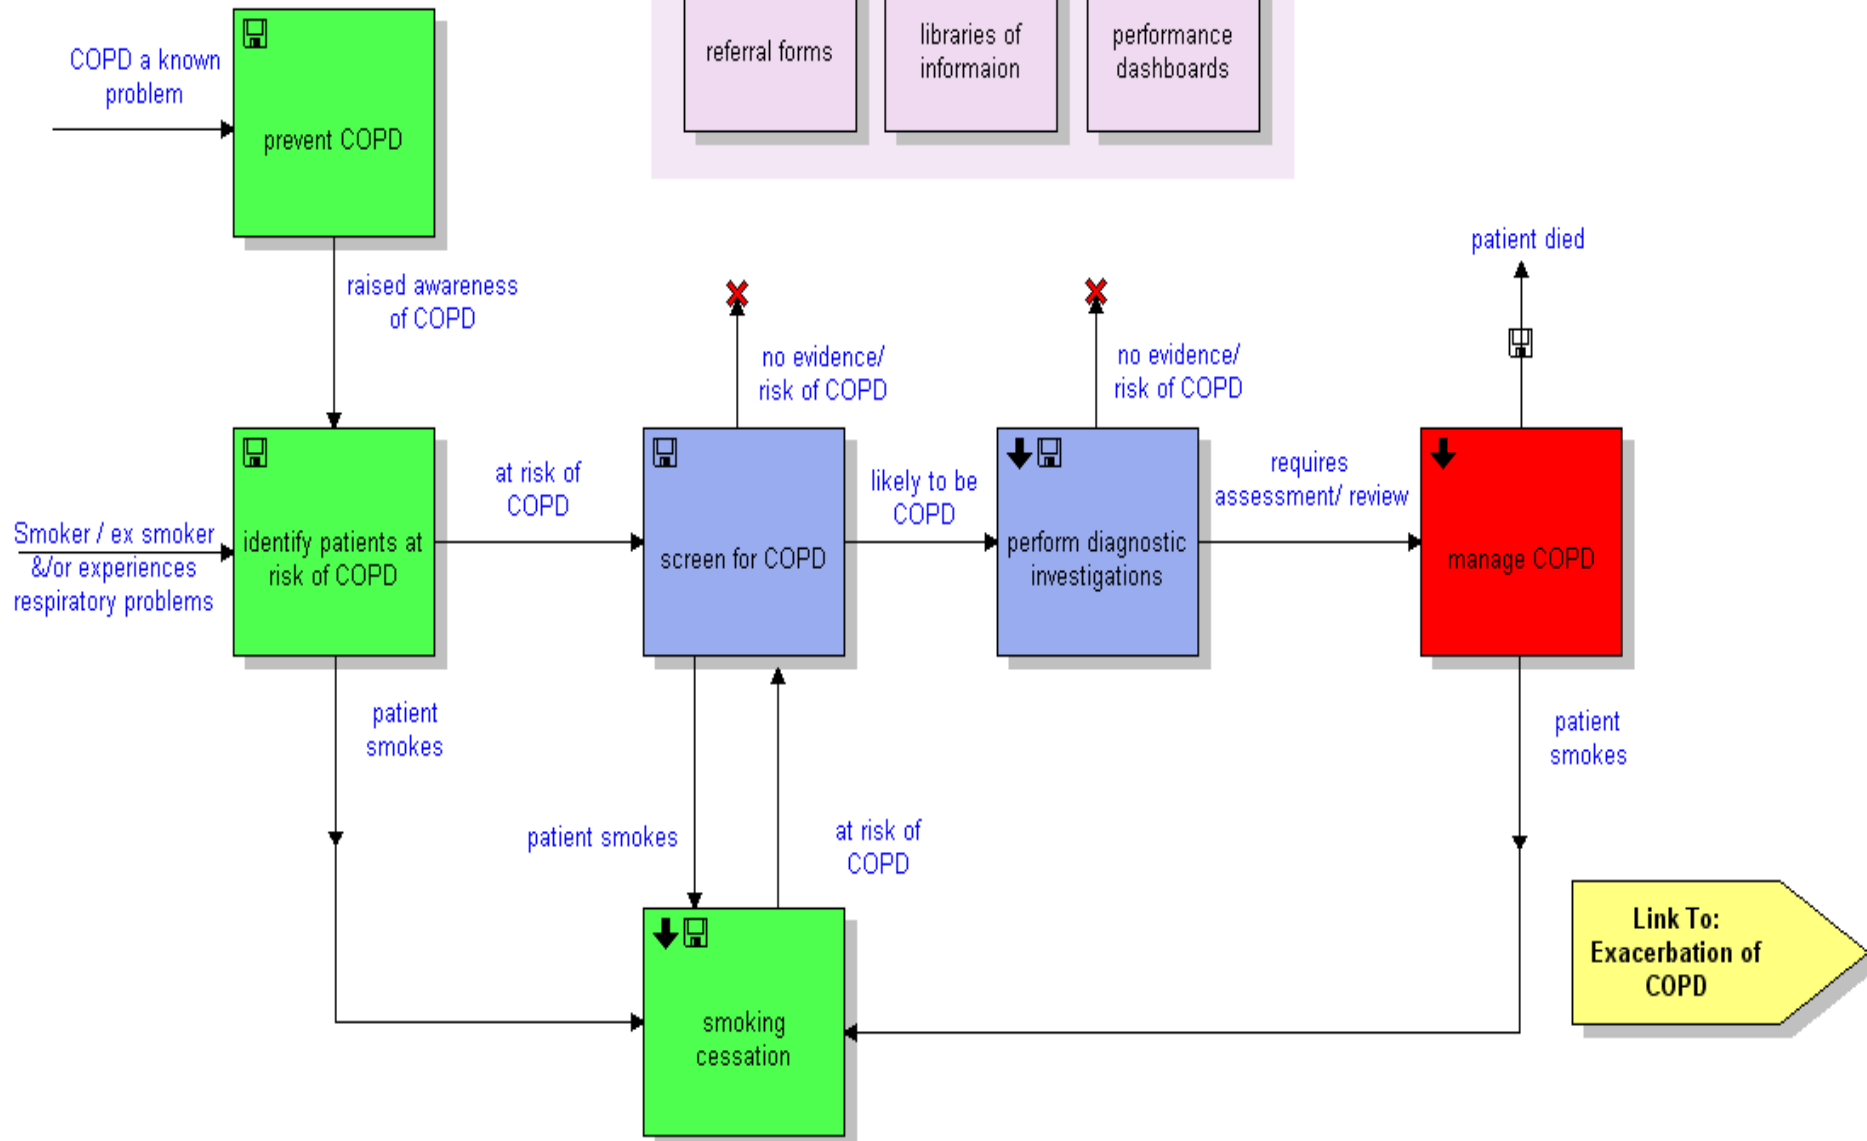 referral forms
libraries of
informaion
performance
dashboards
COPD a known
problem
prevent COPD
raised awareness
of COPD
patient died
no evidence/
risk of COPD
no evidence/
risk of COPD
Smoker / ex smoker
&/or experiences
respiratory problems
identify patients at
risk of COPD
at risk of
COPD
screen for COPD
likely to be
COPD
perform diagnostic
investigations
requires
assessment/ review
manage COPD
patient
smokes
patient smokes
at risk of
COPD
patient
smokes
smoking
cessation
Link To:
Exacerbation of
COPD